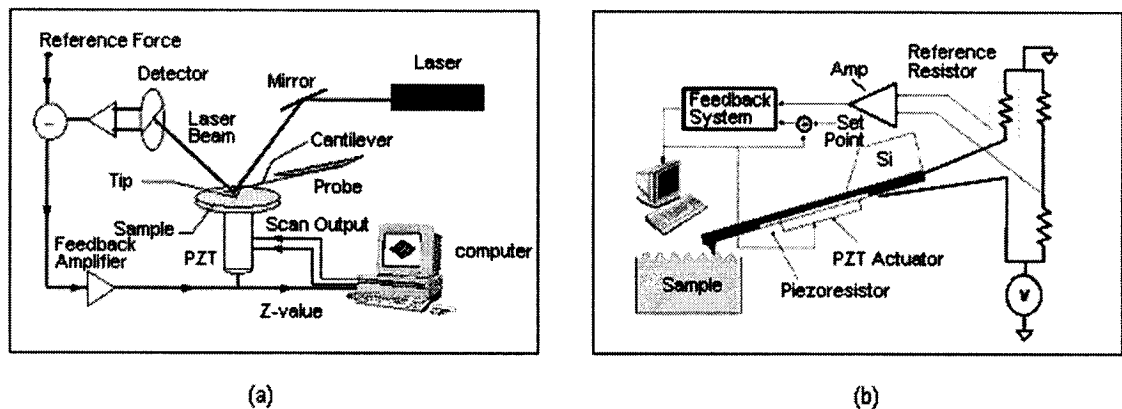 Reference Force
Detector
Laser
Beam
Mirror
Laser
Cantilever
Tip
Probe
Sample
Scan Output
Feedback
Amplifier
PZT
computer
Z-value
(a)
Reference
Resistor
Amp
Feedback
System
Set
Point
Si
PZT Actuator
Sample
Piezoresistor
V
(b)